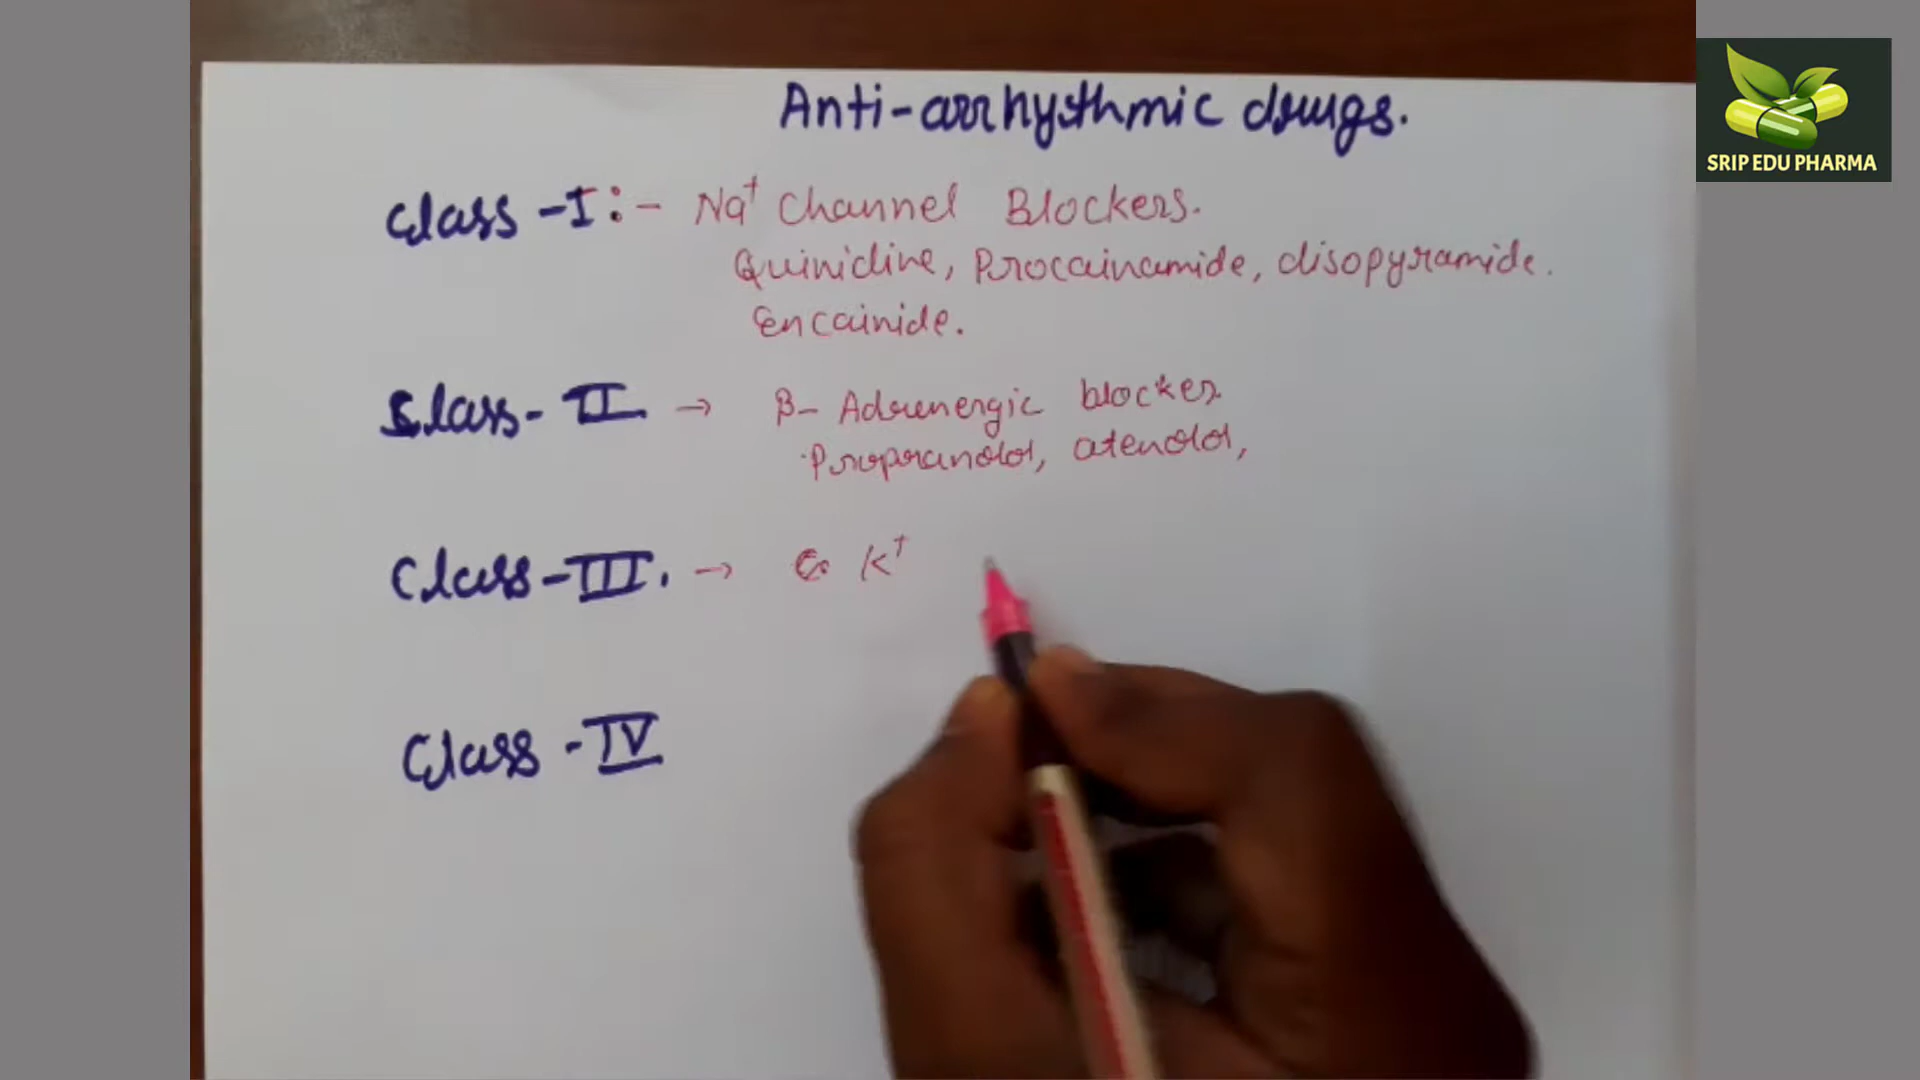 Anti-arrhythmic drugs.
SRIP EDU PHARMA
Class -I :- Na+ Channel Blockers.
Quinidine, Procainamide, disopyramide.
Encainide.
Class- II → β- Adrenergic blocker
Propranolol, atenolol,
Class-III. → K+
Class -IV